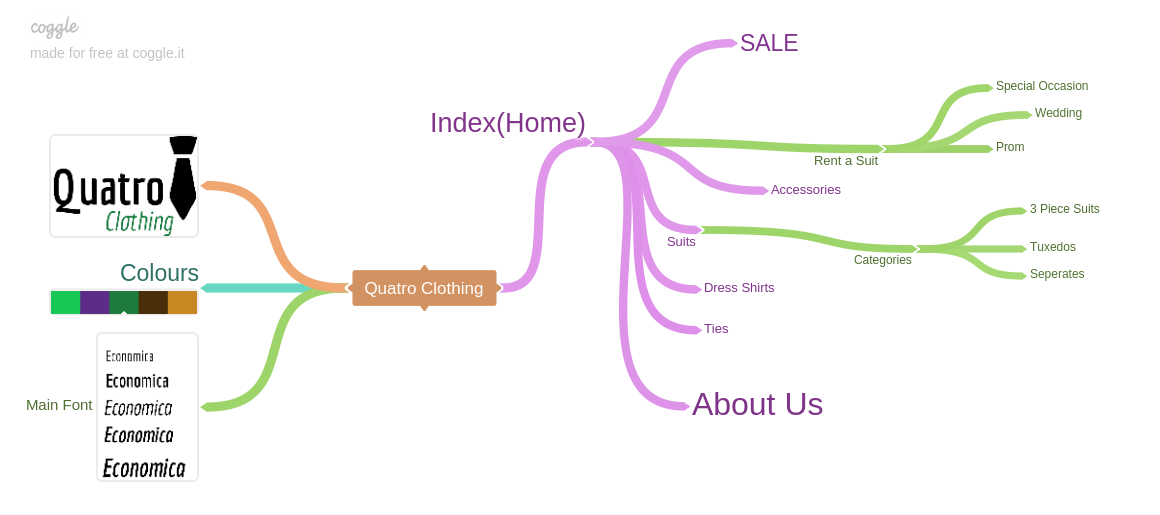 coggle
made for free at coggle.it
Quatro
Clothing
Colours
Main Font
Economica
Economica
Economica
Economica
Economica
Quatro Clothing
Index(Home)
SALE
Rent a Suit
Special Occasion
Wedding
Prom
Accessories
Suits
Categories
3 Piece Suits
Tuxedos
Seperates
Dress Shirts
Ties
About Us